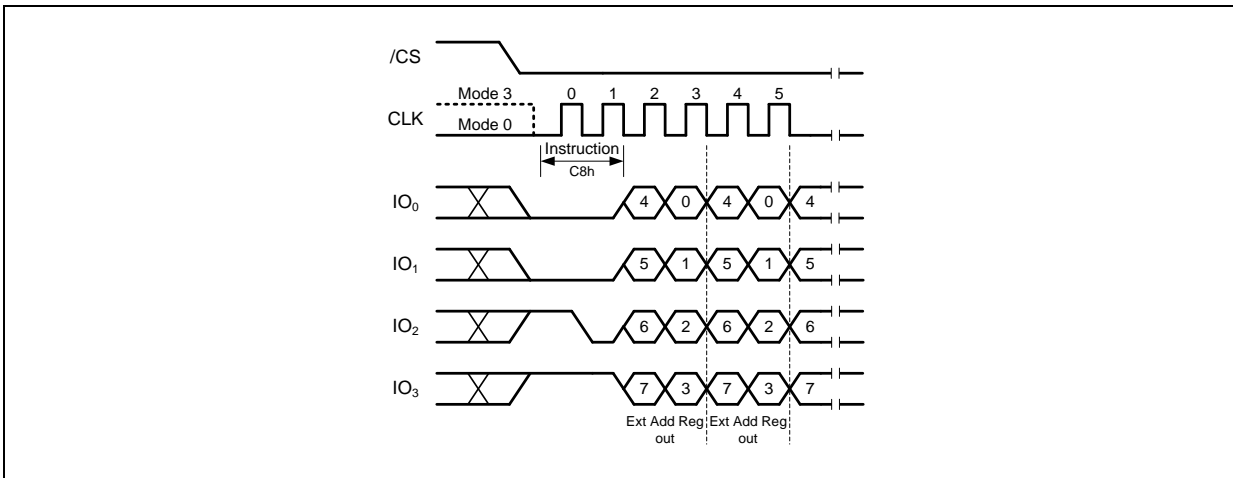 /CS
Mode 3 0 1 2 3 4 5
CLK
Mode 0
Instruction
C8h
IO₀ 4 0 4 0 4
IO₁ 5 1 5 1 5
IO₂ 6 2 6 2 6
IO₃ 7 3 7 3 7
Ext Add Reg Ext Add Reg
out out